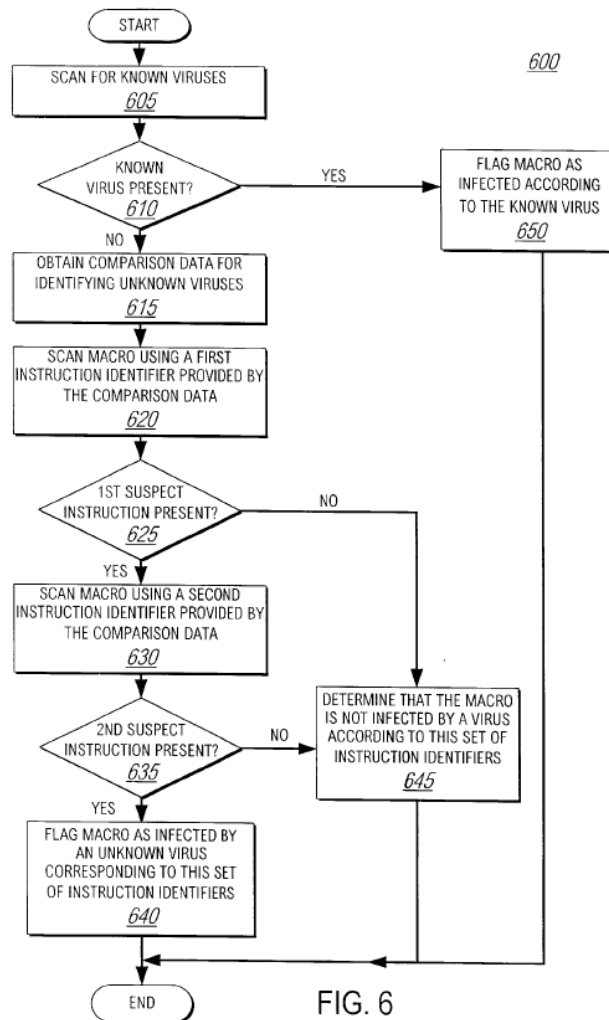 START
600
SCAN FOR KNOWN VIRUSES
605
KNOWN
VIRUS PRESENT?
610
YES
FLAG MACRO AS
INFECTED ACCORDING
TO THE KNOWN VIRUS
650
NO
OBTAIN COMPARISON DATA FOR
IDENTIFYING UNKNOWN VIRUSES
615
SCAN MACRO USING A FIRST
INSTRUCTION IDENTIFIER PROVIDED BY
THE COMPARISON DATA
620
1ST SUSPECT
INSTRUCTION PRESENT?
625
NO
YES
SCAN MACRO USING A SECOND
INSTRUCTION IDENTIFIER PROVIDED BY
THE COMPARISON DATA
630
2ND SUSPECT
INSTRUCTION PRESENT?
635
NO
DETERMINE THAT THE MACRO
IS NOT INFECTED BY A VIRUS
ACCORDING TO THIS SET OF
INSTRUCTION IDENTIFIERS
645
YES
FLAG MACRO AS INFECTED BY
AN UNKNOWN VIRUS
CORRESPONDING TO THIS SET
OF INSTRUCTION IDENTIFIERS
640
END
FIG. 6